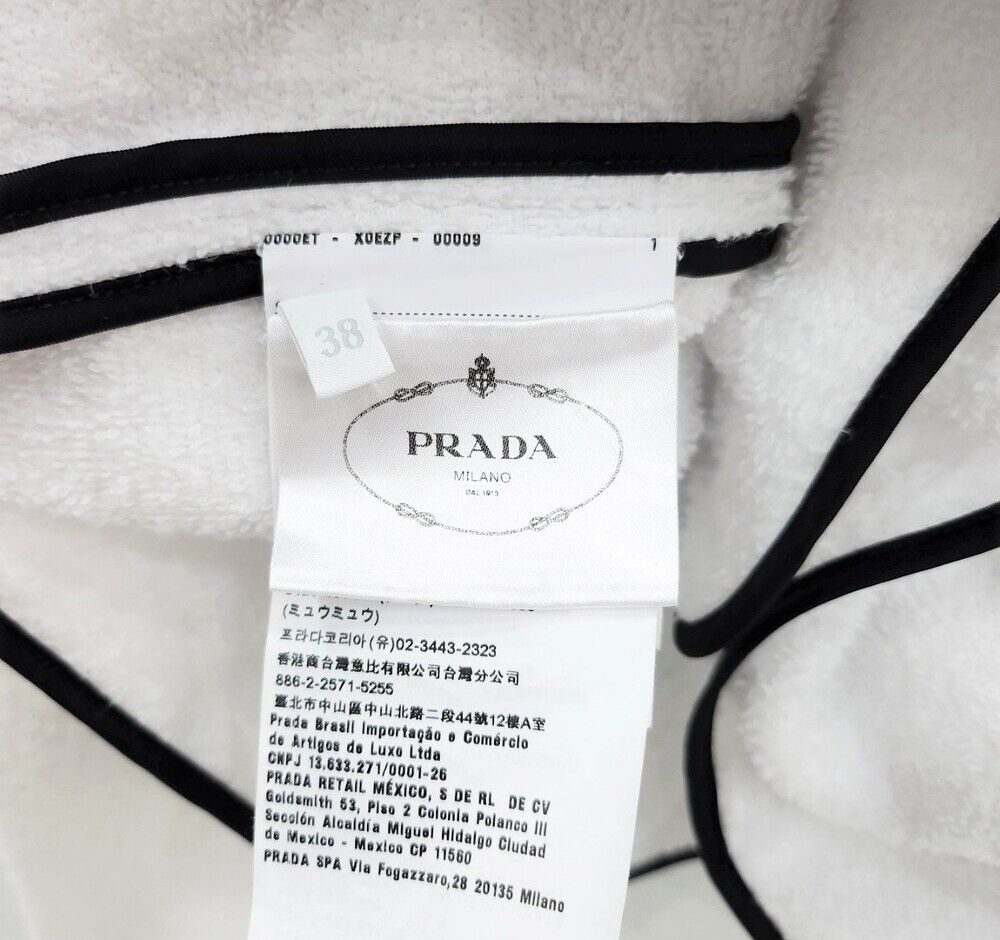 0000ET - X0EZP - 00009 1
38
PRADA
MILANO
DAL 1913
(ミュウミュウ)
프라다코리아(유)02-3443-2323
香港商台灣意比有限公司台灣分公司
886-2-2571-5255
臺北市中山區中山北路二段44號12樓A室
Prada Brasil Importação e Comércio
de Artigos de Luxo Ltda
CNPJ 13.633.271/0001-26
PRADA RETAIL MÉXICO, S DE RL DE CV
Goldsmith 53, Piso 2 Colonia Polanco III
Sección Alcaldía Miguel Hidalgo Ciudad
de Mexico - Mexico CP 11560
PRADA SPA Via Fogazzaro,28 20135 Milano